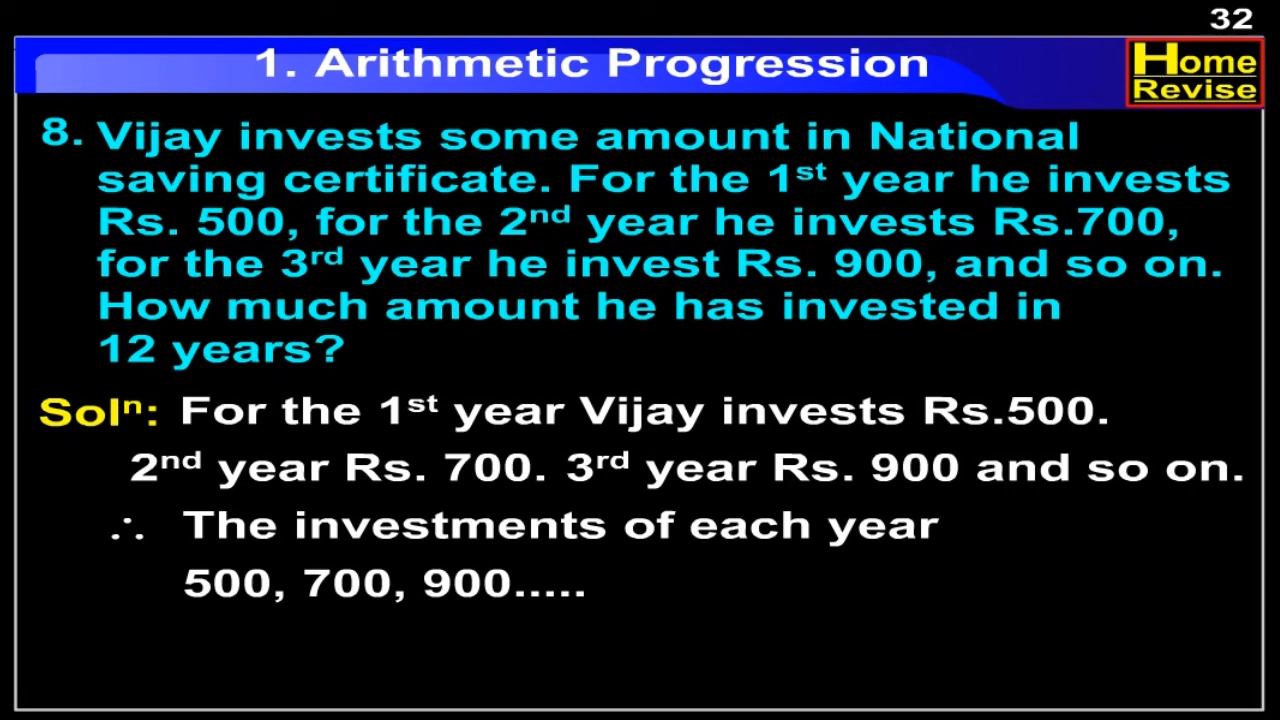 32
1. Arithmetic Progression
Home
Revise
8. Vijay invests some amount in National
saving certificate. For the 1st year he invests
Rs. 500, for the 2nd year he invests Rs.700,
for the 3rd year he invest Rs. 900, and so on.
How much amount he has invested in
12 years?
Solⁿ: For the 1st year Vijay invests Rs.500.
2nd year Rs. 700. 3rd year Rs. 900 and so on.
∴ The investments of each year
500, 700, 900.....